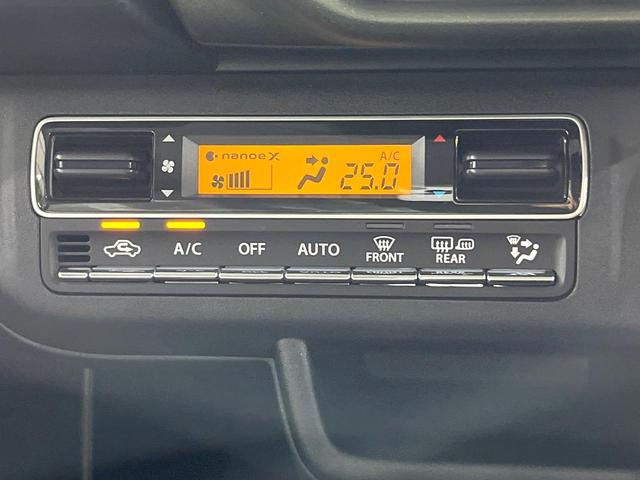 nanoe X
A/C
25.0
A/C
OFF
AUTO
FRONT
REAR